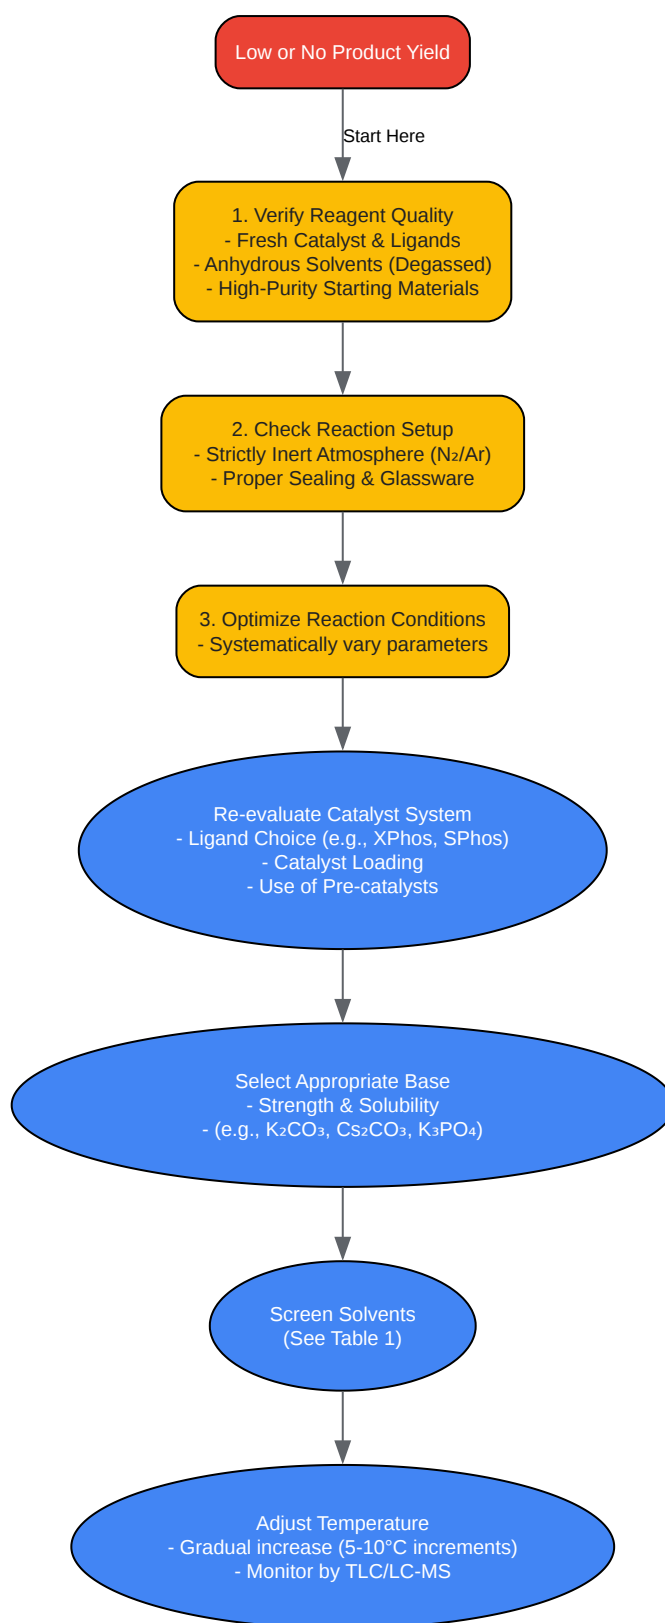 Low or No Product Yield
Start Here
1. Verify Reagent Quality
- Fresh Catalyst & Ligands
- Anhydrous Solvents (Degassed)
- High-Purity Starting Materials
2. Check Reaction Setup
- Strictly Inert Atmosphere (N₂/Ar)
- Proper Sealing & Glassware
3. Optimize Reaction Conditions
- Systematically vary parameters
Re-evaluate Catalyst System
- Ligand Choice (e.g., XPhos, SPhos)
- Catalyst Loading
- Use of Pre-catalysts
Select Appropriate Base
- Strength & Solubility
- (e.g., K₂CO₃, Cs₂CO₃, K₃PO₄)
Screen Solvents
(See Table 1)
Adjust Temperature
- Gradual increase (5-10°C increments)
- Monitor by TLC/LC-MS